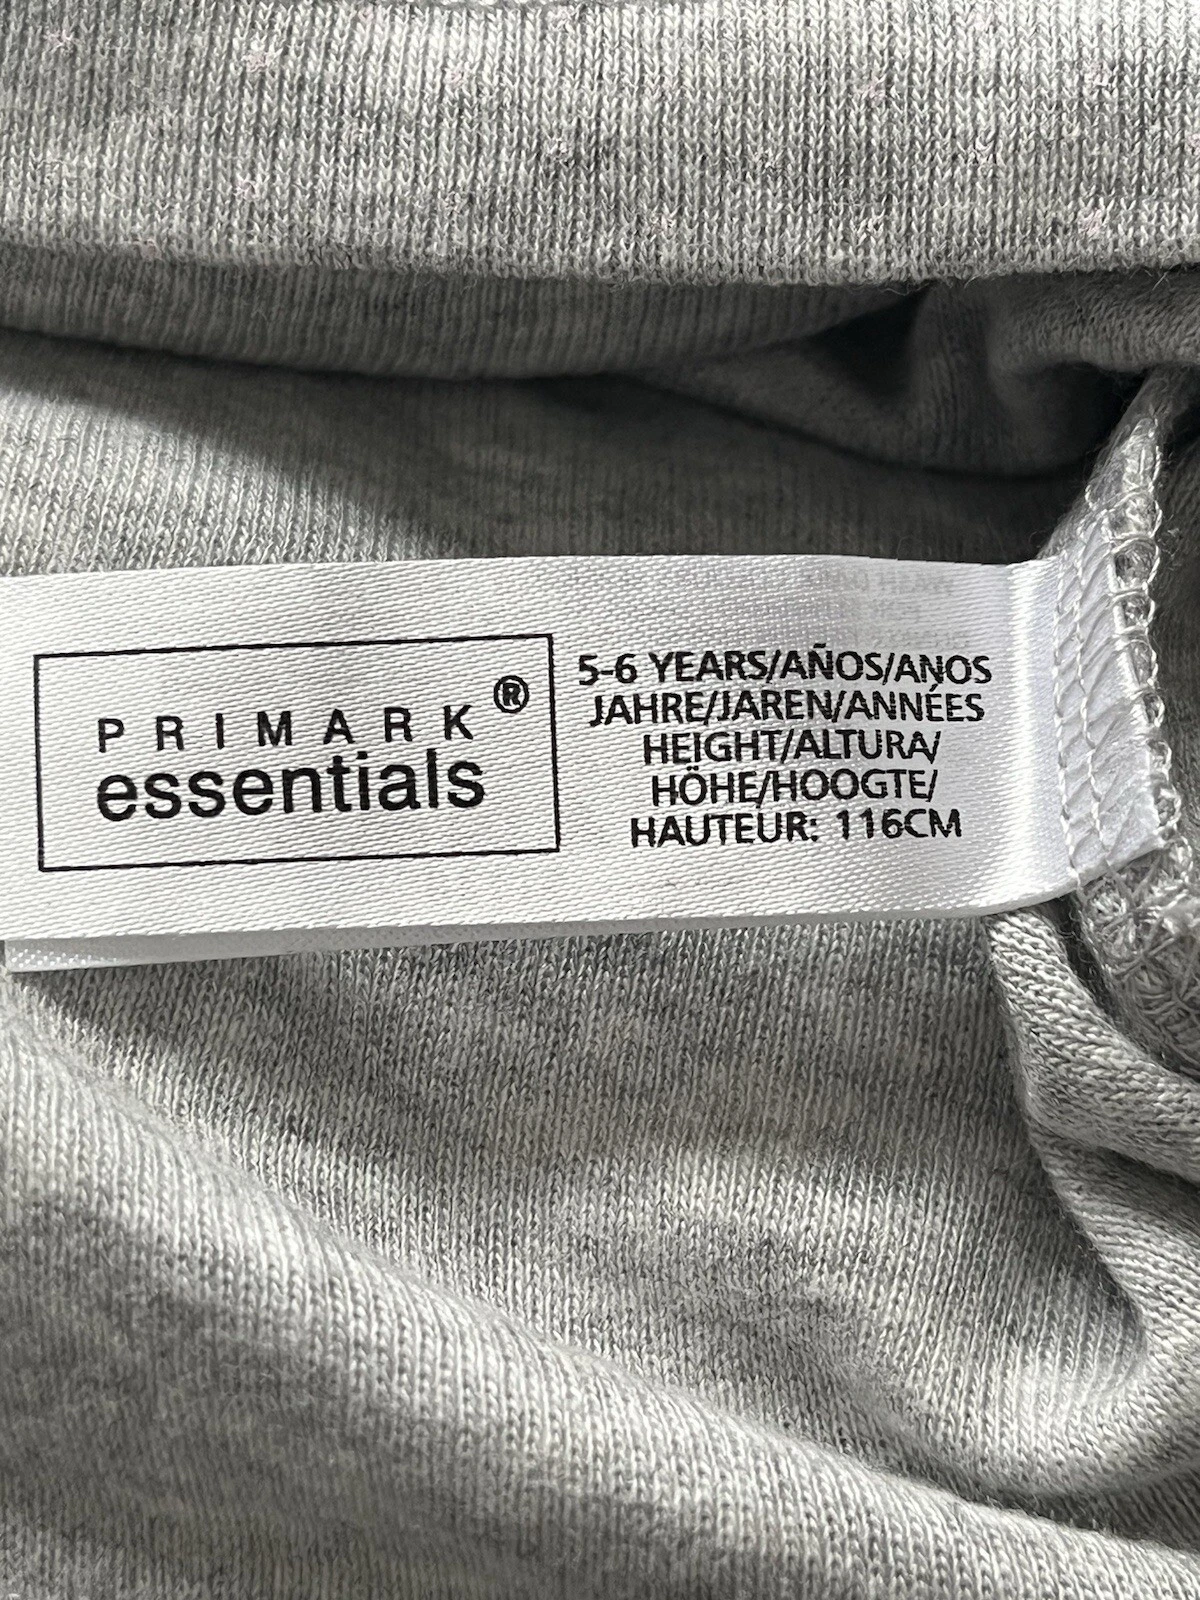 PRIMARK®
essentials
5-6 YEARS/AÑOS/ANOS
JAHRE/JAREN/ANNÉES
HEIGHT/ALTURA/
HÖHE/HOOGTE/
HAUTEUR: 116CM